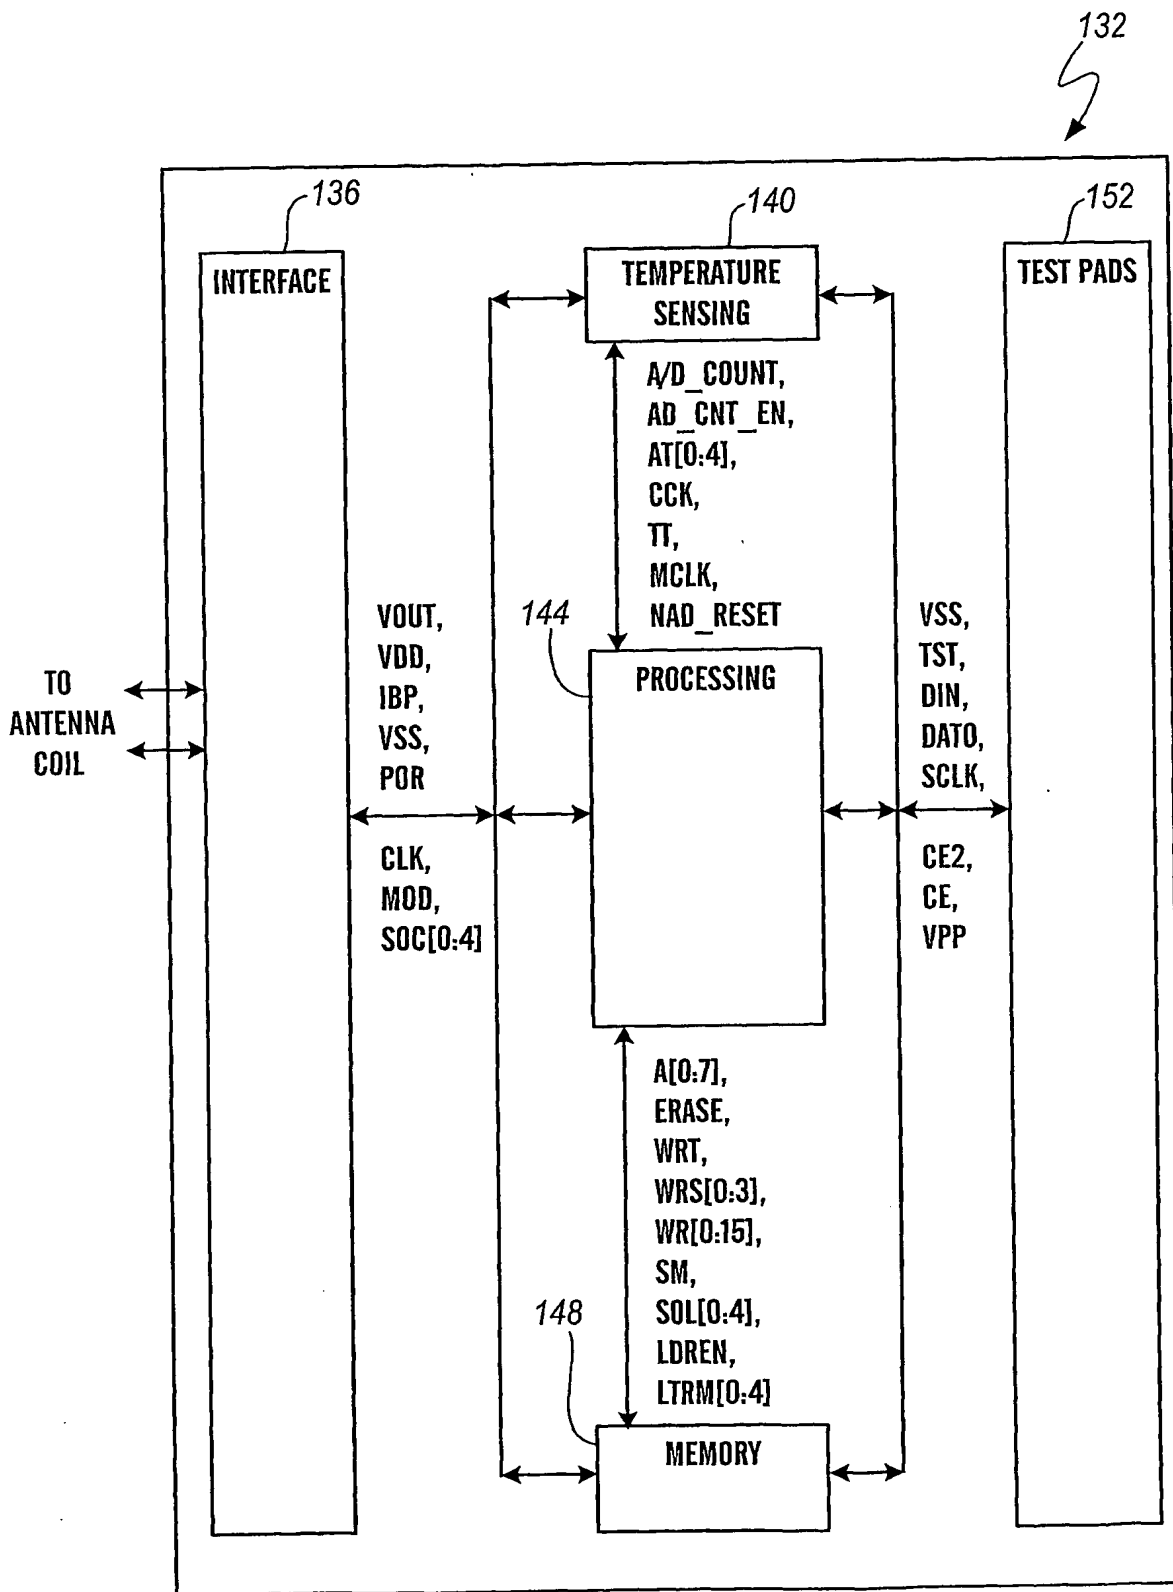 132
136
INTERFACE
140
TEMPERATURE
SENSING
152
TEST PADS
A/D_COUNT,
AD_CNT_EN,
AT[0:4],
CCK,
TT,
MCLK,
NAD_RESET
TO
ANTENNA
COIL
VOUT,
VDD,
IBP,
VSS,
POR
CLK,
MOD,
SOC[0:4]
144
PROCESSING
VSS,
TST,
DIN,
DATO,
SCLK,
CE2,
CE,
VPP
A[0:7],
ERASE,
WRT,
WRS[0:3],
WR[0:15],
SM,
SOL[0:4],
LDREN,
LTRM[0:4]
148
MEMORY